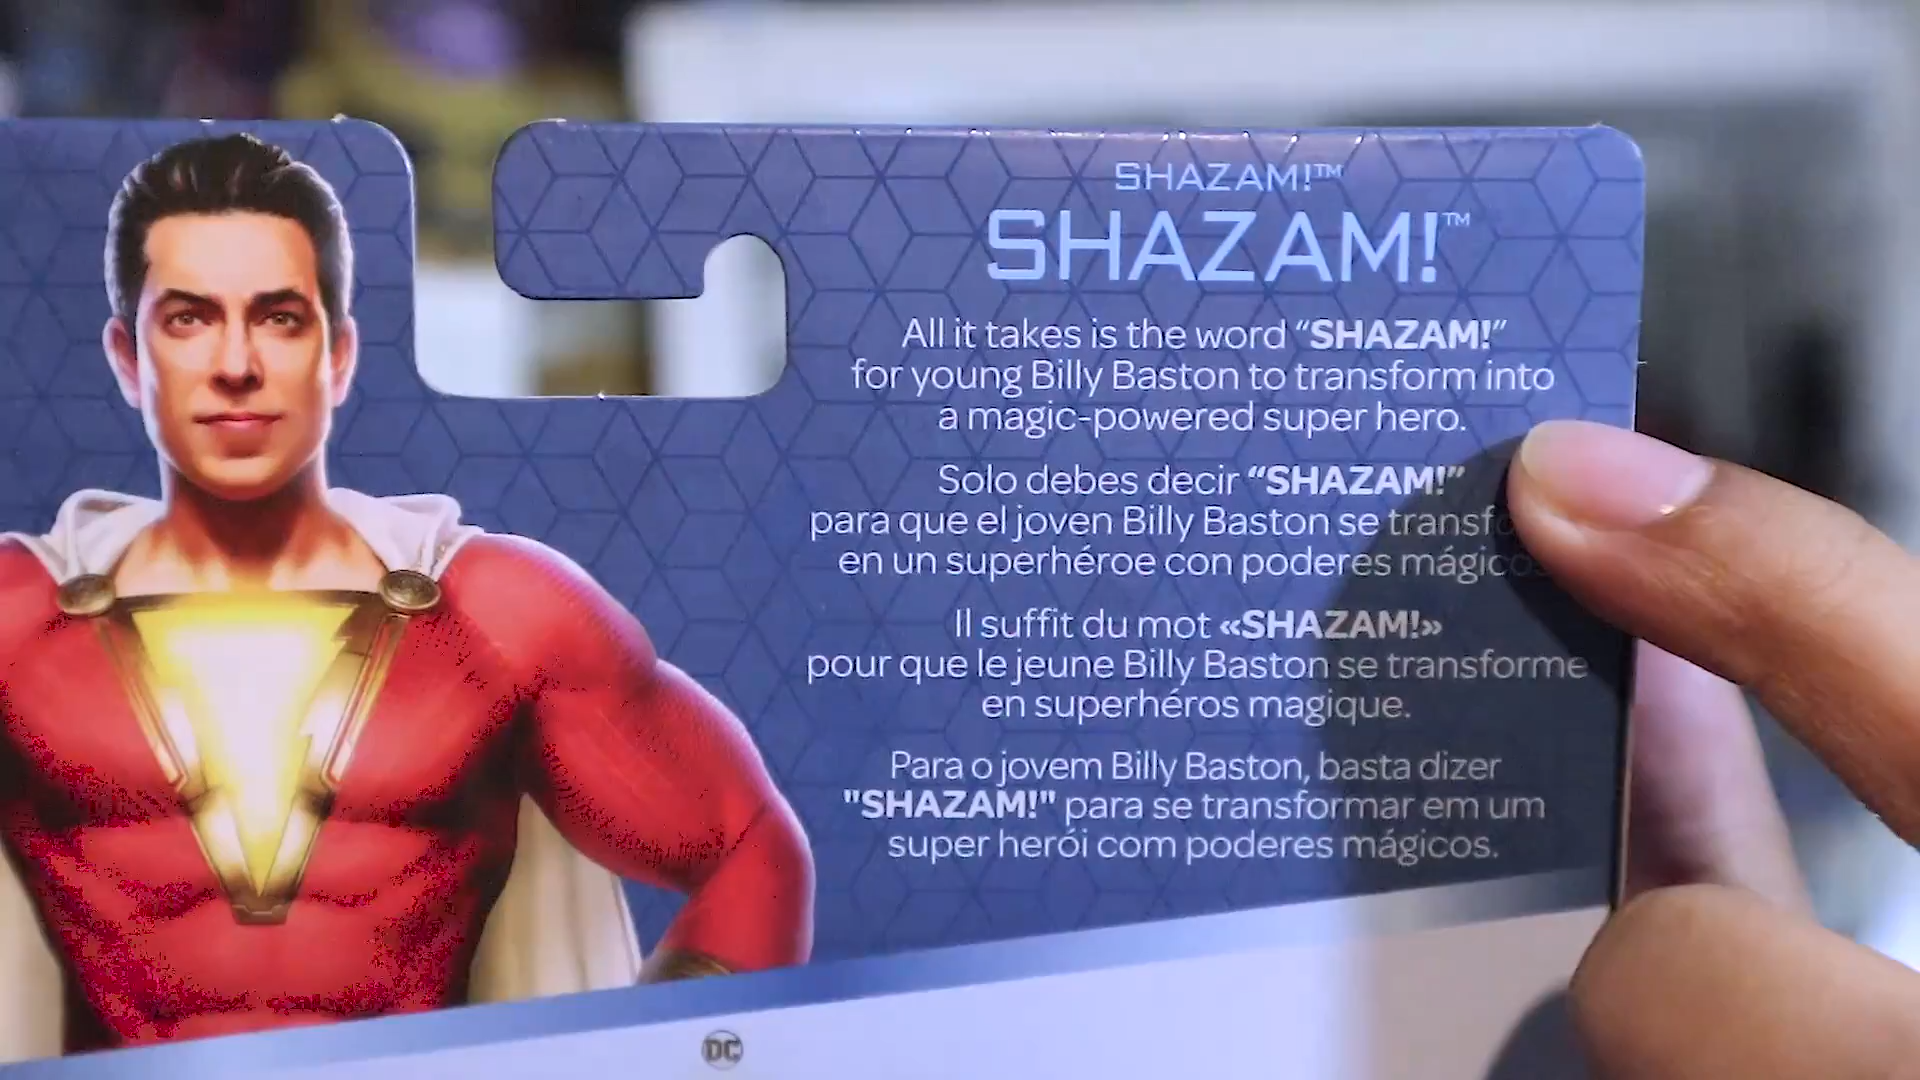 SHAZAM!™
SHAZAM!™
All it takes is the word “SHAZAM!”
for young Billy Baston to transform into
a magic-powered super hero.
Solo debes decir “SHAZAM!”
para que el joven Billy Baston se
en un superhéroe con poderes
Il suffit du mot «SHAZAM!»
pour que le jeune Billy Baston se transforme
en superhéros magique.
Para o jovem Billy Baston, basta dizer
"SHAZAM!" para se transformar em um
super herói com poderes mágicos.
DC